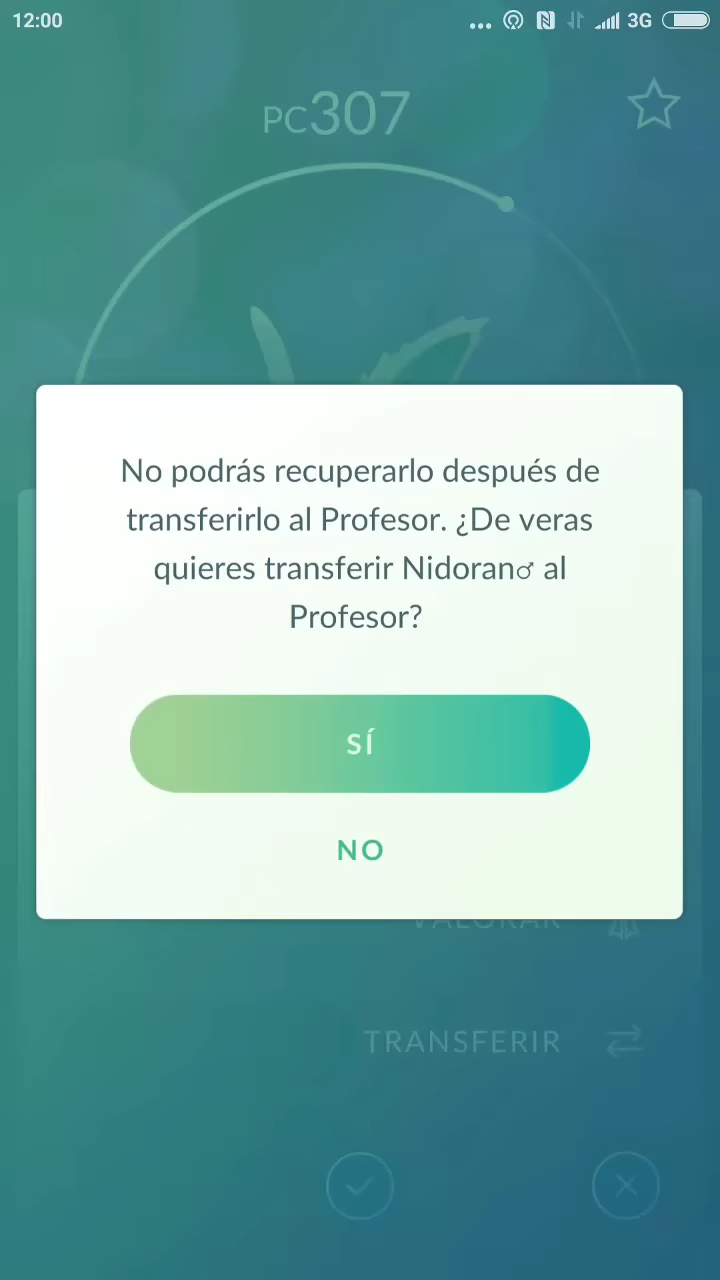 12:00
3G
PC307
No podrás recuperarlo después de
transferirlo al Profesor. ¿De veras
quieres transferir Nidoran♂ al
Profesor?
SÍ
NO
VALORAR
TRANSFERIR